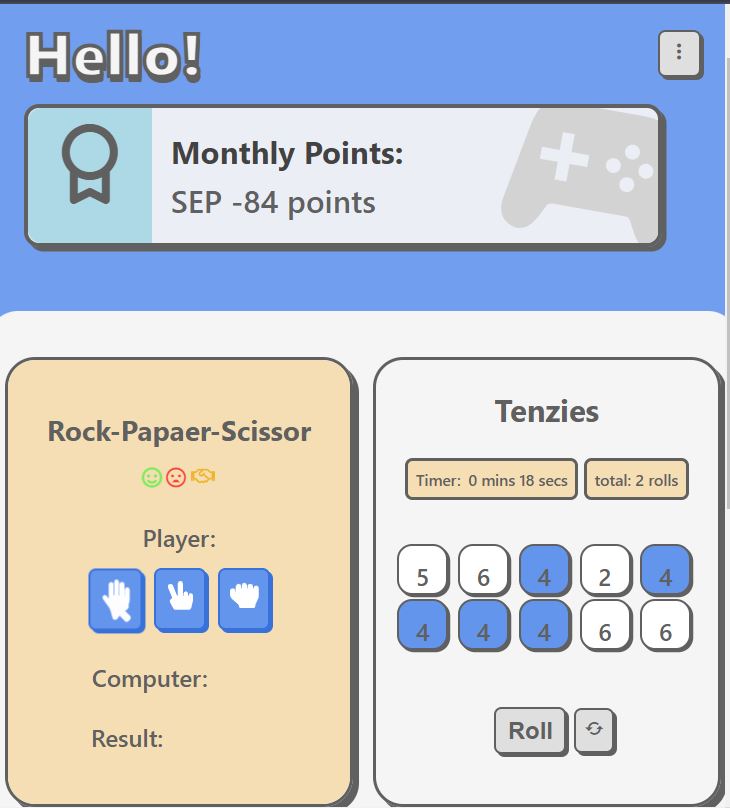 Hello!
Monthly Points:
SEP -84 points
Rock-Papaer-Scissor
Player:
Computer:
Result:
Tenzies
Timer: 0 mins 18 secs
total: 2 rolls
5 6 4 2 4
4 4 4 6 6
Roll